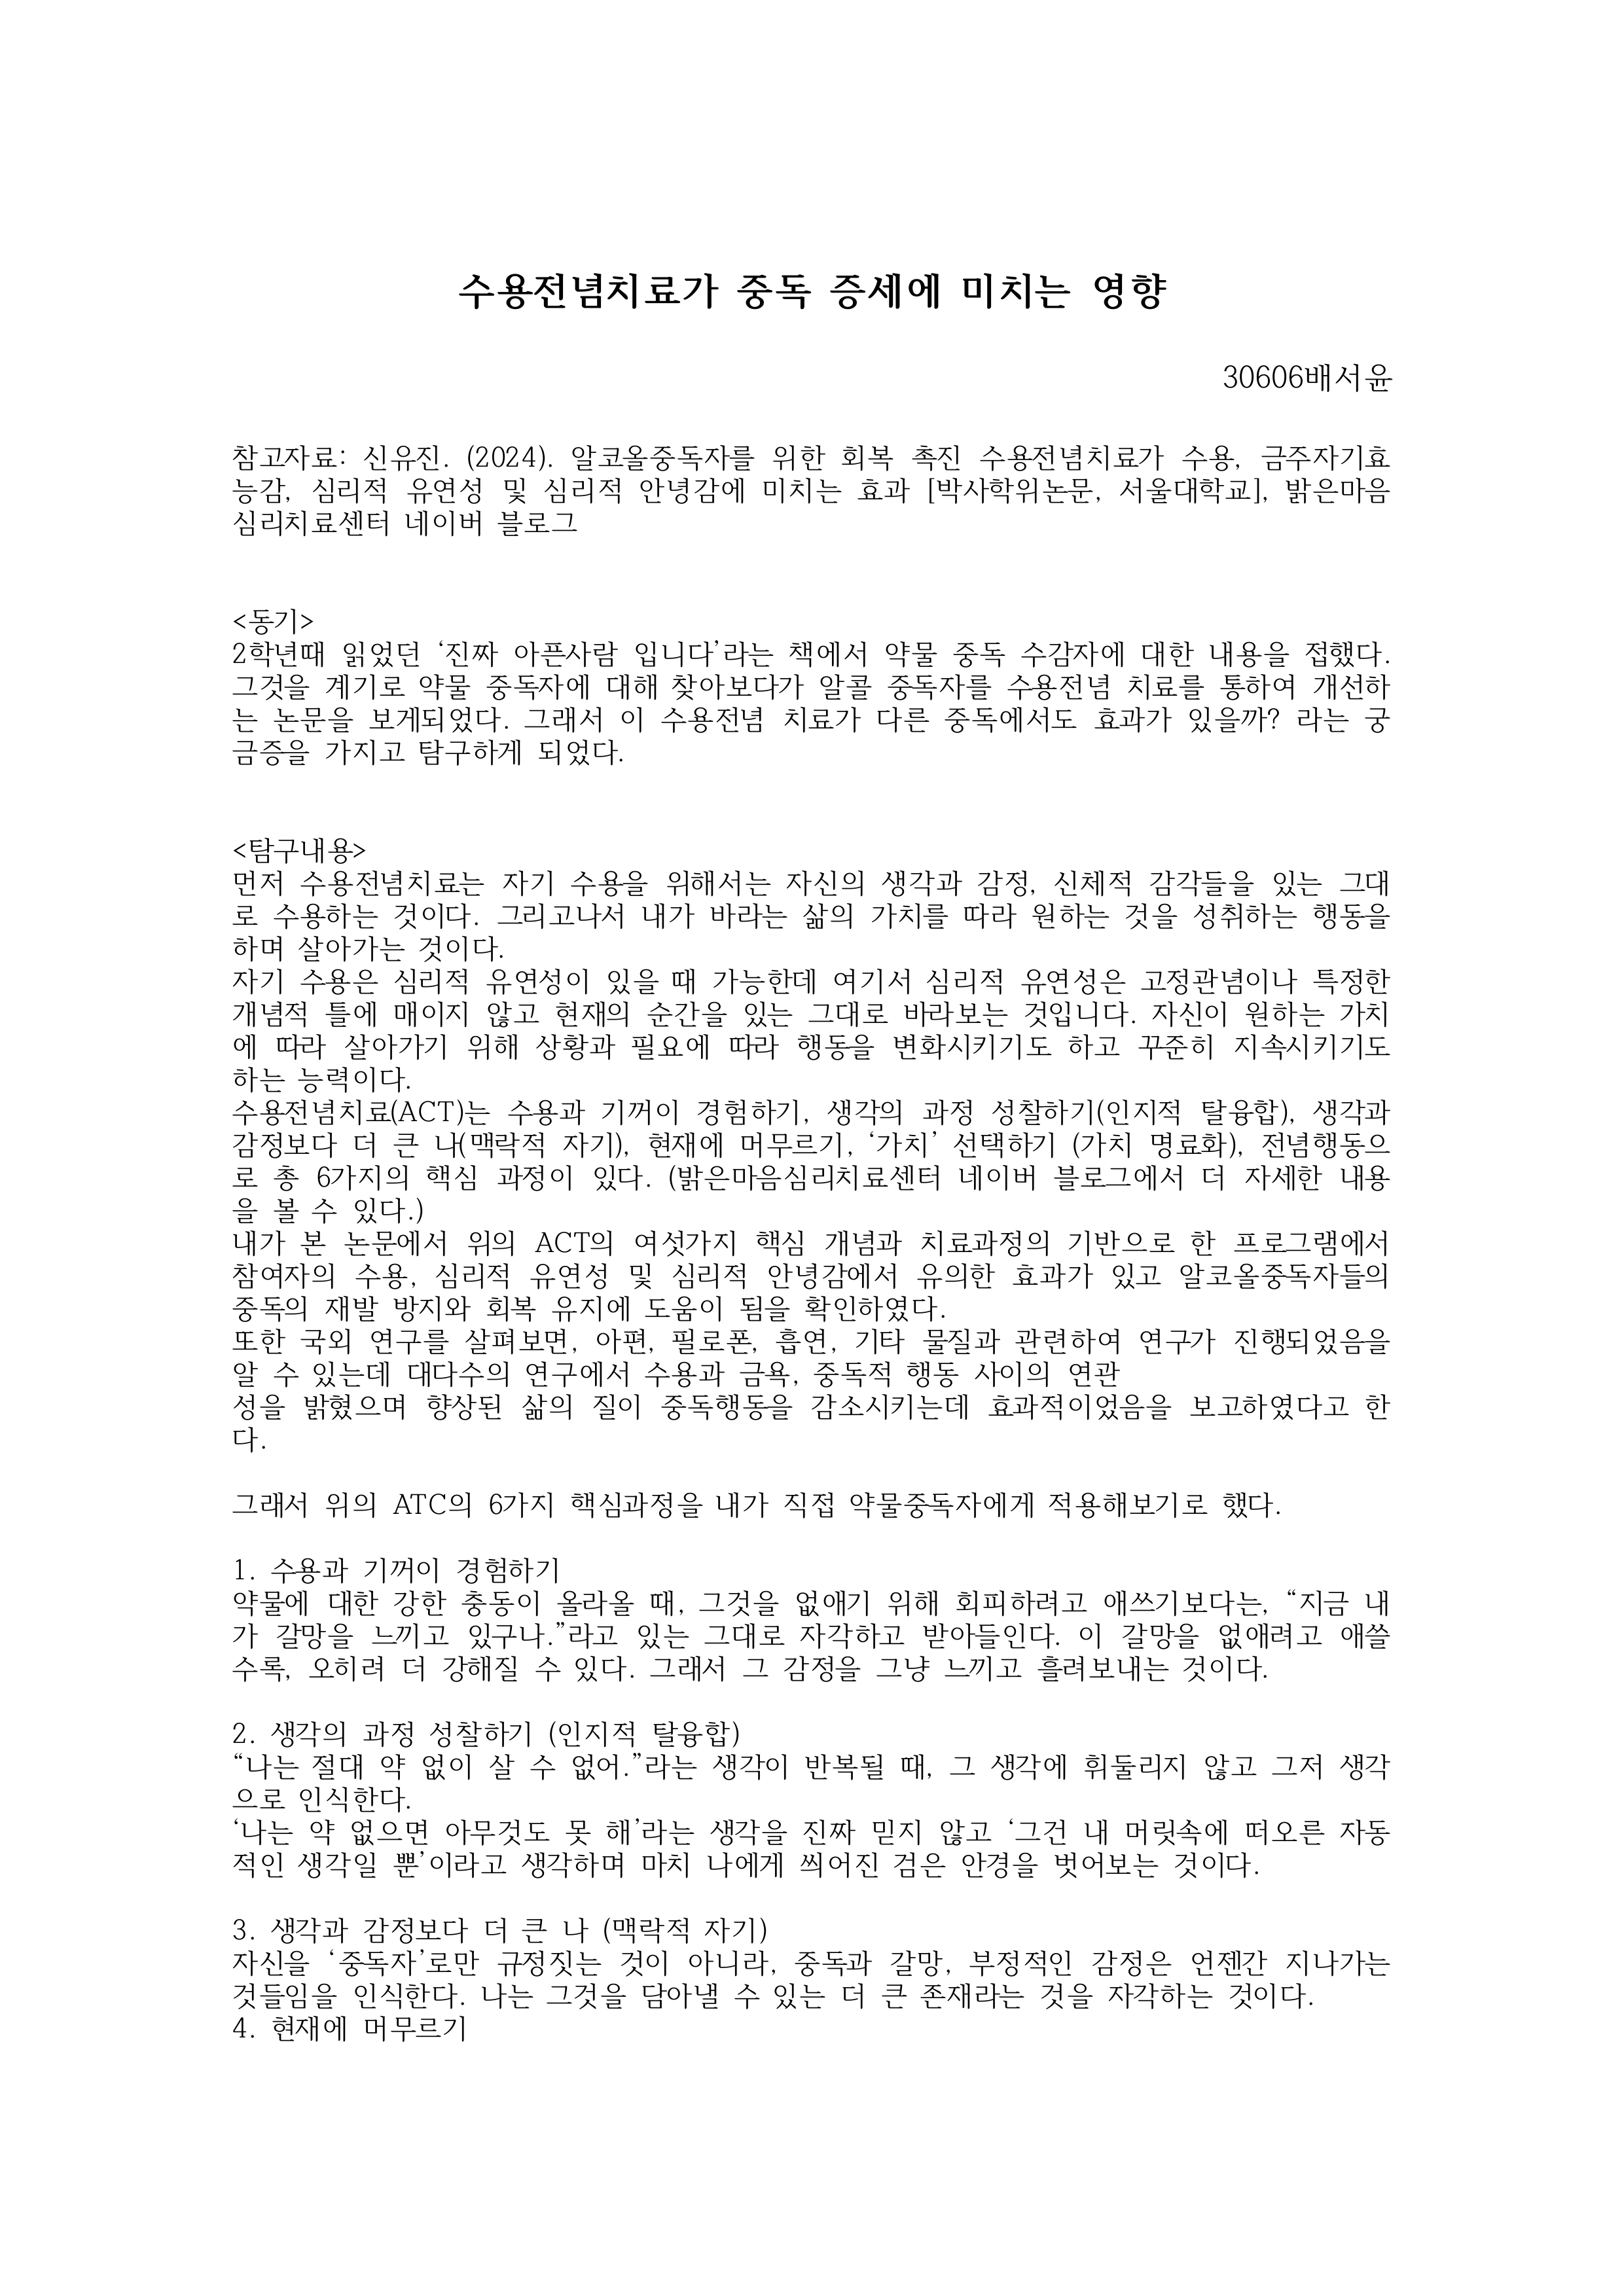 수용전념치료가 중독 증세에 미치는 영향
30606배서윤
참고자료: 신유진. (2024). 알코올중독자를 위한 회복 촉진 수용전념치료가 수용, 금주자기효
능감, 심리적 유연성 및 심리적 안녕감에 미치는 효과 [박사학위논문, 서울대학교], 밝은마음
심리치료센터 네이버 블로그
<동기>
2학년때 읽었던 ‘진짜 아픈사람 입니다’라는 책에서 약물 중독 수감자에 대한 내용을 접했다.
그것을 계기로 약물 중독자에 대해 찾아보다가 알콜 중독자를 수용전념 치료를 통하여 개선하
는 논문을 보게되었다. 그래서 이 수용전념 치료가 다른 중독에서도 효과가 있을까? 라는 궁
금증을 가지고 탐구하게 되었다.
<탐구내용>
먼저 수용전념치료는 자기 수용을 위해서는 자신의 생각과 감정, 신체적 감각들을 있는 그대
로 수용하는 것이다. 그리고나서 내가 바라는 삶의 가치를 따라 원하는 것을 성취하는 행동을
하며 살아가는 것이다.
자기 수용은 심리적 유연성이 있을 때 가능한데 여기서 심리적 유연성은 고정관념이나 특정한
개념적 틀에 매이지 않고 현재의 순간을 있는 그대로 바라보는 것입니다. 자신이 원하는 가치
에 따라 살아가기 위해 상황과 필요에 따라 행동을 변화시키기도 하고 꾸준히 지속시키기도
하는 능력이다.
수용전념치료(ACT)는 수용과 기꺼이 경험하기, 생각의 과정 성찰하기(인지적 탈융합), 생각과
감정보다 더 큰 나(맥락적 자기), 현재에 머무르기, ‘가치’ 선택하기 (가치 명료화), 전념행동으
로 총 6가지의 핵심 과정이 있다. (밝은마음심리치료센터 네이버 블로그에서 더 자세한 내용
을 볼 수 있다.)
내가 본 논문에서 위의 ACT의 여섯가지 핵심 개념과 치료과정의 기반으로 한 프로그램에서
참여자의 수용, 심리적 유연성 및 심리적 안녕감에서 유의한 효과가 있고 알코올중독자들의
중독의 재발 방지와 회복 유지에 도움이 됨을 확인하였다.
또한 국외 연구를 살펴보면, 아편, 필로폰, 흡연, 기타 물질과 관련하여 연구가 진행되었음을
알 수 있는데 대다수의 연구에서 수용과 금욕, 중독적 행동 사이의 연관
성을 밝혔으며 향상된 삶의 질이 중독행동을 감소시키는데 효과적이었음을 보고하였다고 한
다.
그래서 위의 ATC의 6가지 핵심과정을 내가 직접 약물중독자에게 적용해보기로 했다.
1. 수용과 기꺼이 경험하기
약물에 대한 강한 충동이 올라올 때, 그것을 없애기 위해 회피하려고 애쓰기보다는, “지금 내
가 갈망을 느끼고 있구나.”라고 있는 그대로 자각하고 받아들인다. 이 갈망을 없애려고 애쓸
수록, 오히려 더 강해질 수 있다. 그래서 그 감정을 그냥 느끼고 흘려보내는 것이다.
2. 생각의 과정 성찰하기 (인지적 탈융합)
“나는 절대 약 없이 살 수 없어.”라는 생각이 반복될 때, 그 생각에 휘둘리지 않고 그저 생각
으로 인식한다.
‘나는 약 없으면 아무것도 못 해’라는 생각을 진짜 믿지 않고 ‘그건 내 머릿속에 떠오른 자동
적인 생각일 뿐’이라고 생각하며 마치 나에게 씌어진 검은 안경을 벗어보는 것이다.
3. 생각과 감정보다 더 큰 나 (맥락적 자기)
자신을 ‘중독자’로만 규정짓는 것이 아니라, 중독과 갈망, 부정적인 감정은 언젠간 지나가는
것들임을 인식한다. 나는 그것을 담아낼 수 있는 더 큰 존재라는 것을 자각하는 것이다.
4. 현재에 머무르기